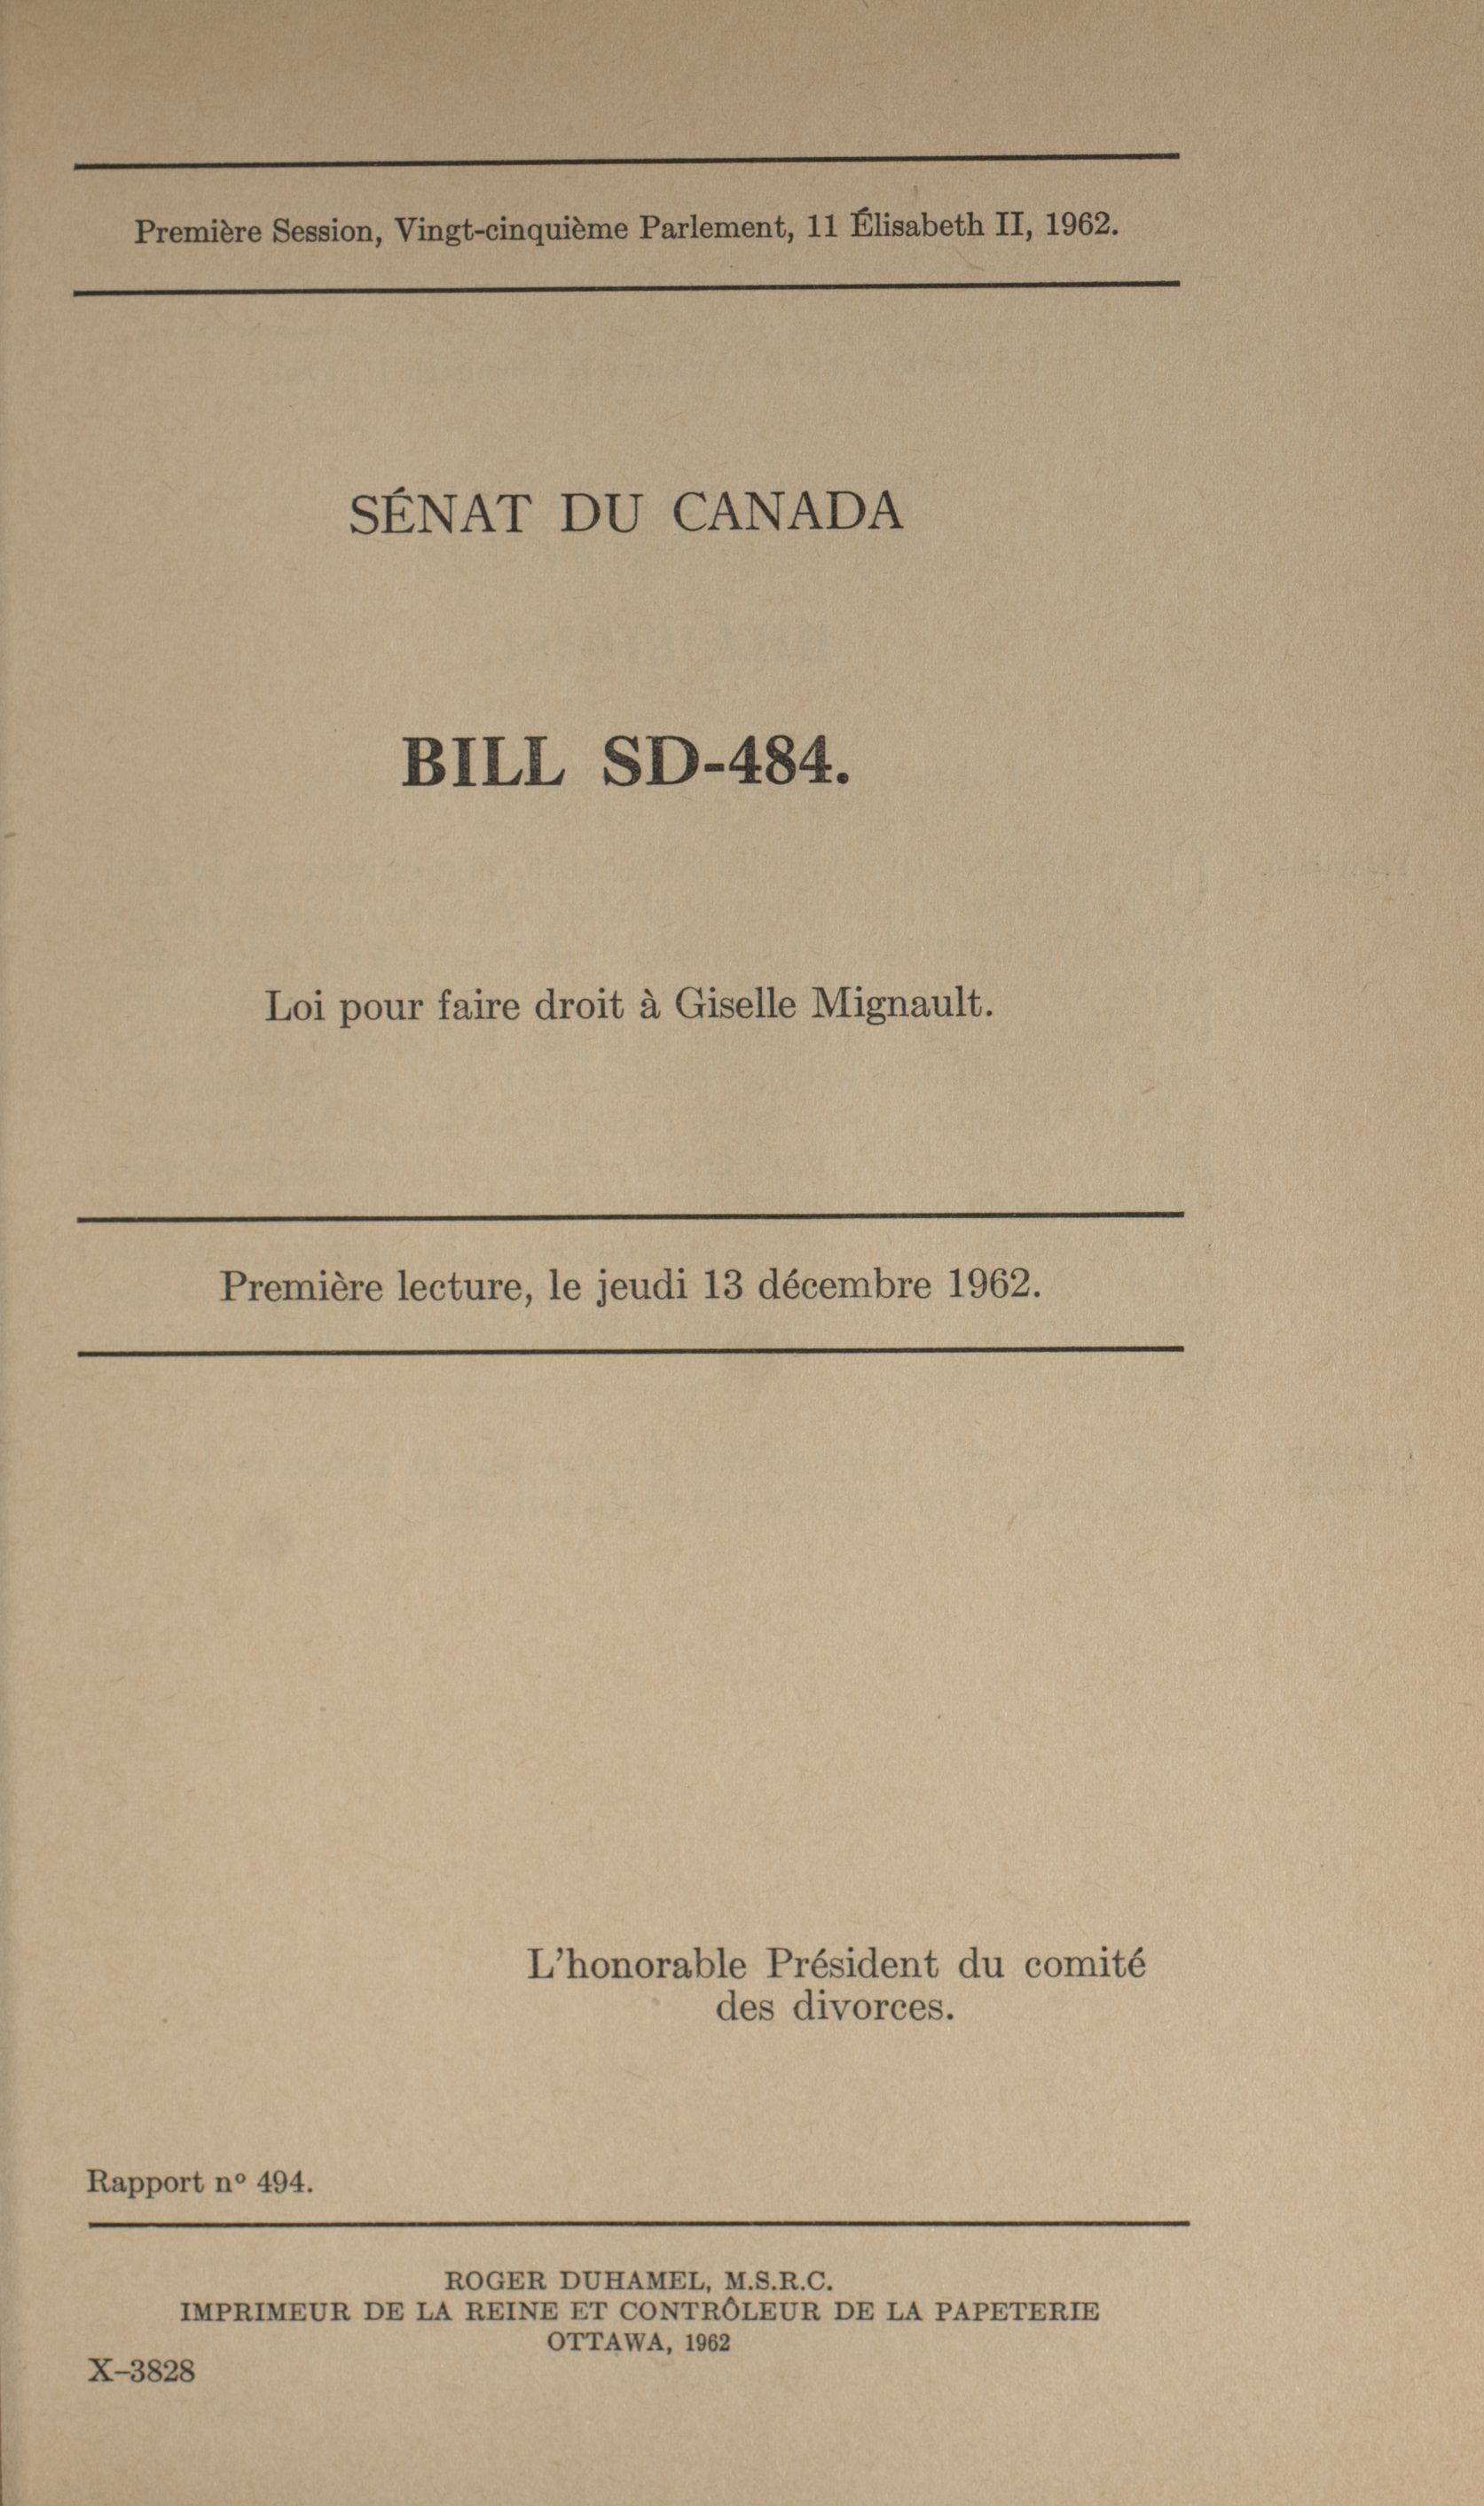 Première Session, Vingt-cinquième Parlement, 11 Élisabeth II, 1962.
SÉNAT DU CANADA
BILL SD-484.
Loi pour faire droit à Giselle Mignault.
Première lecture, le jeudi 13 décembre 1962.
L'honorable Président du comité
des divorces.
Rapport nº 494.
ROGER DUHAMEL, M.S.R.C.
IMPRIMEUR DE LA REINE ET CONTRÔLEUR DE LA PAPETERIE
OTTAWA, 1962
X–3828